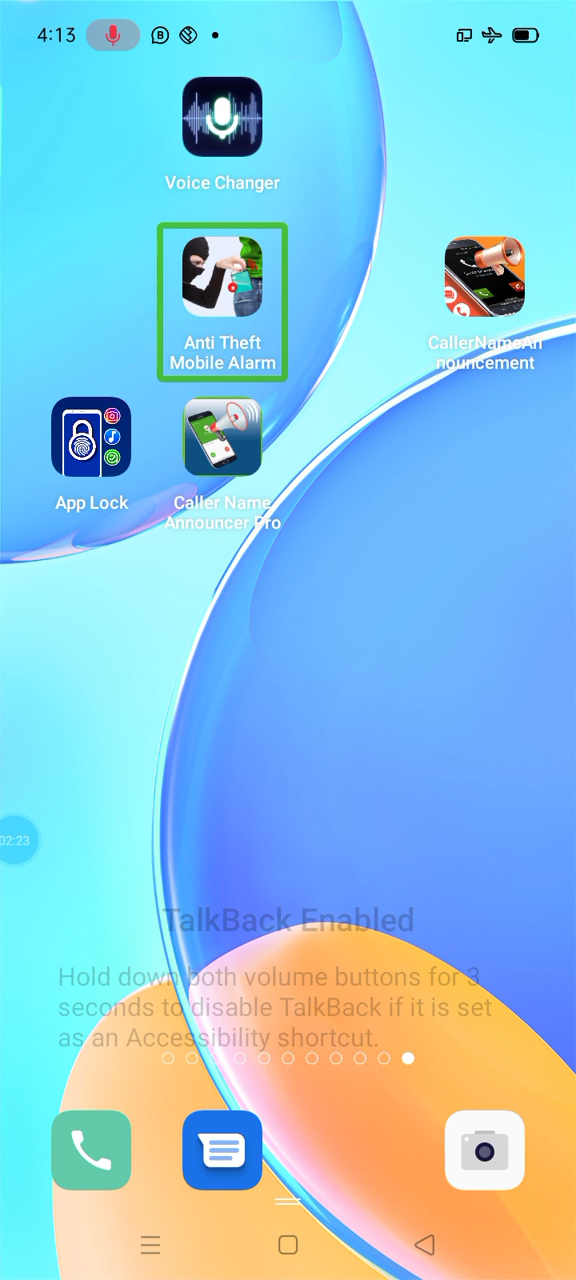 4:13
Voice Changer
Anti Theft
Mobile Alarm
CallerNameAn
nouncement
App Lock
Caller Name
Announcer Pro
02:23
TalkBack Enabled
Hold down both volume buttons for 3
seconds to disable TalkBack if it is set
as an Accessibility shortcut.